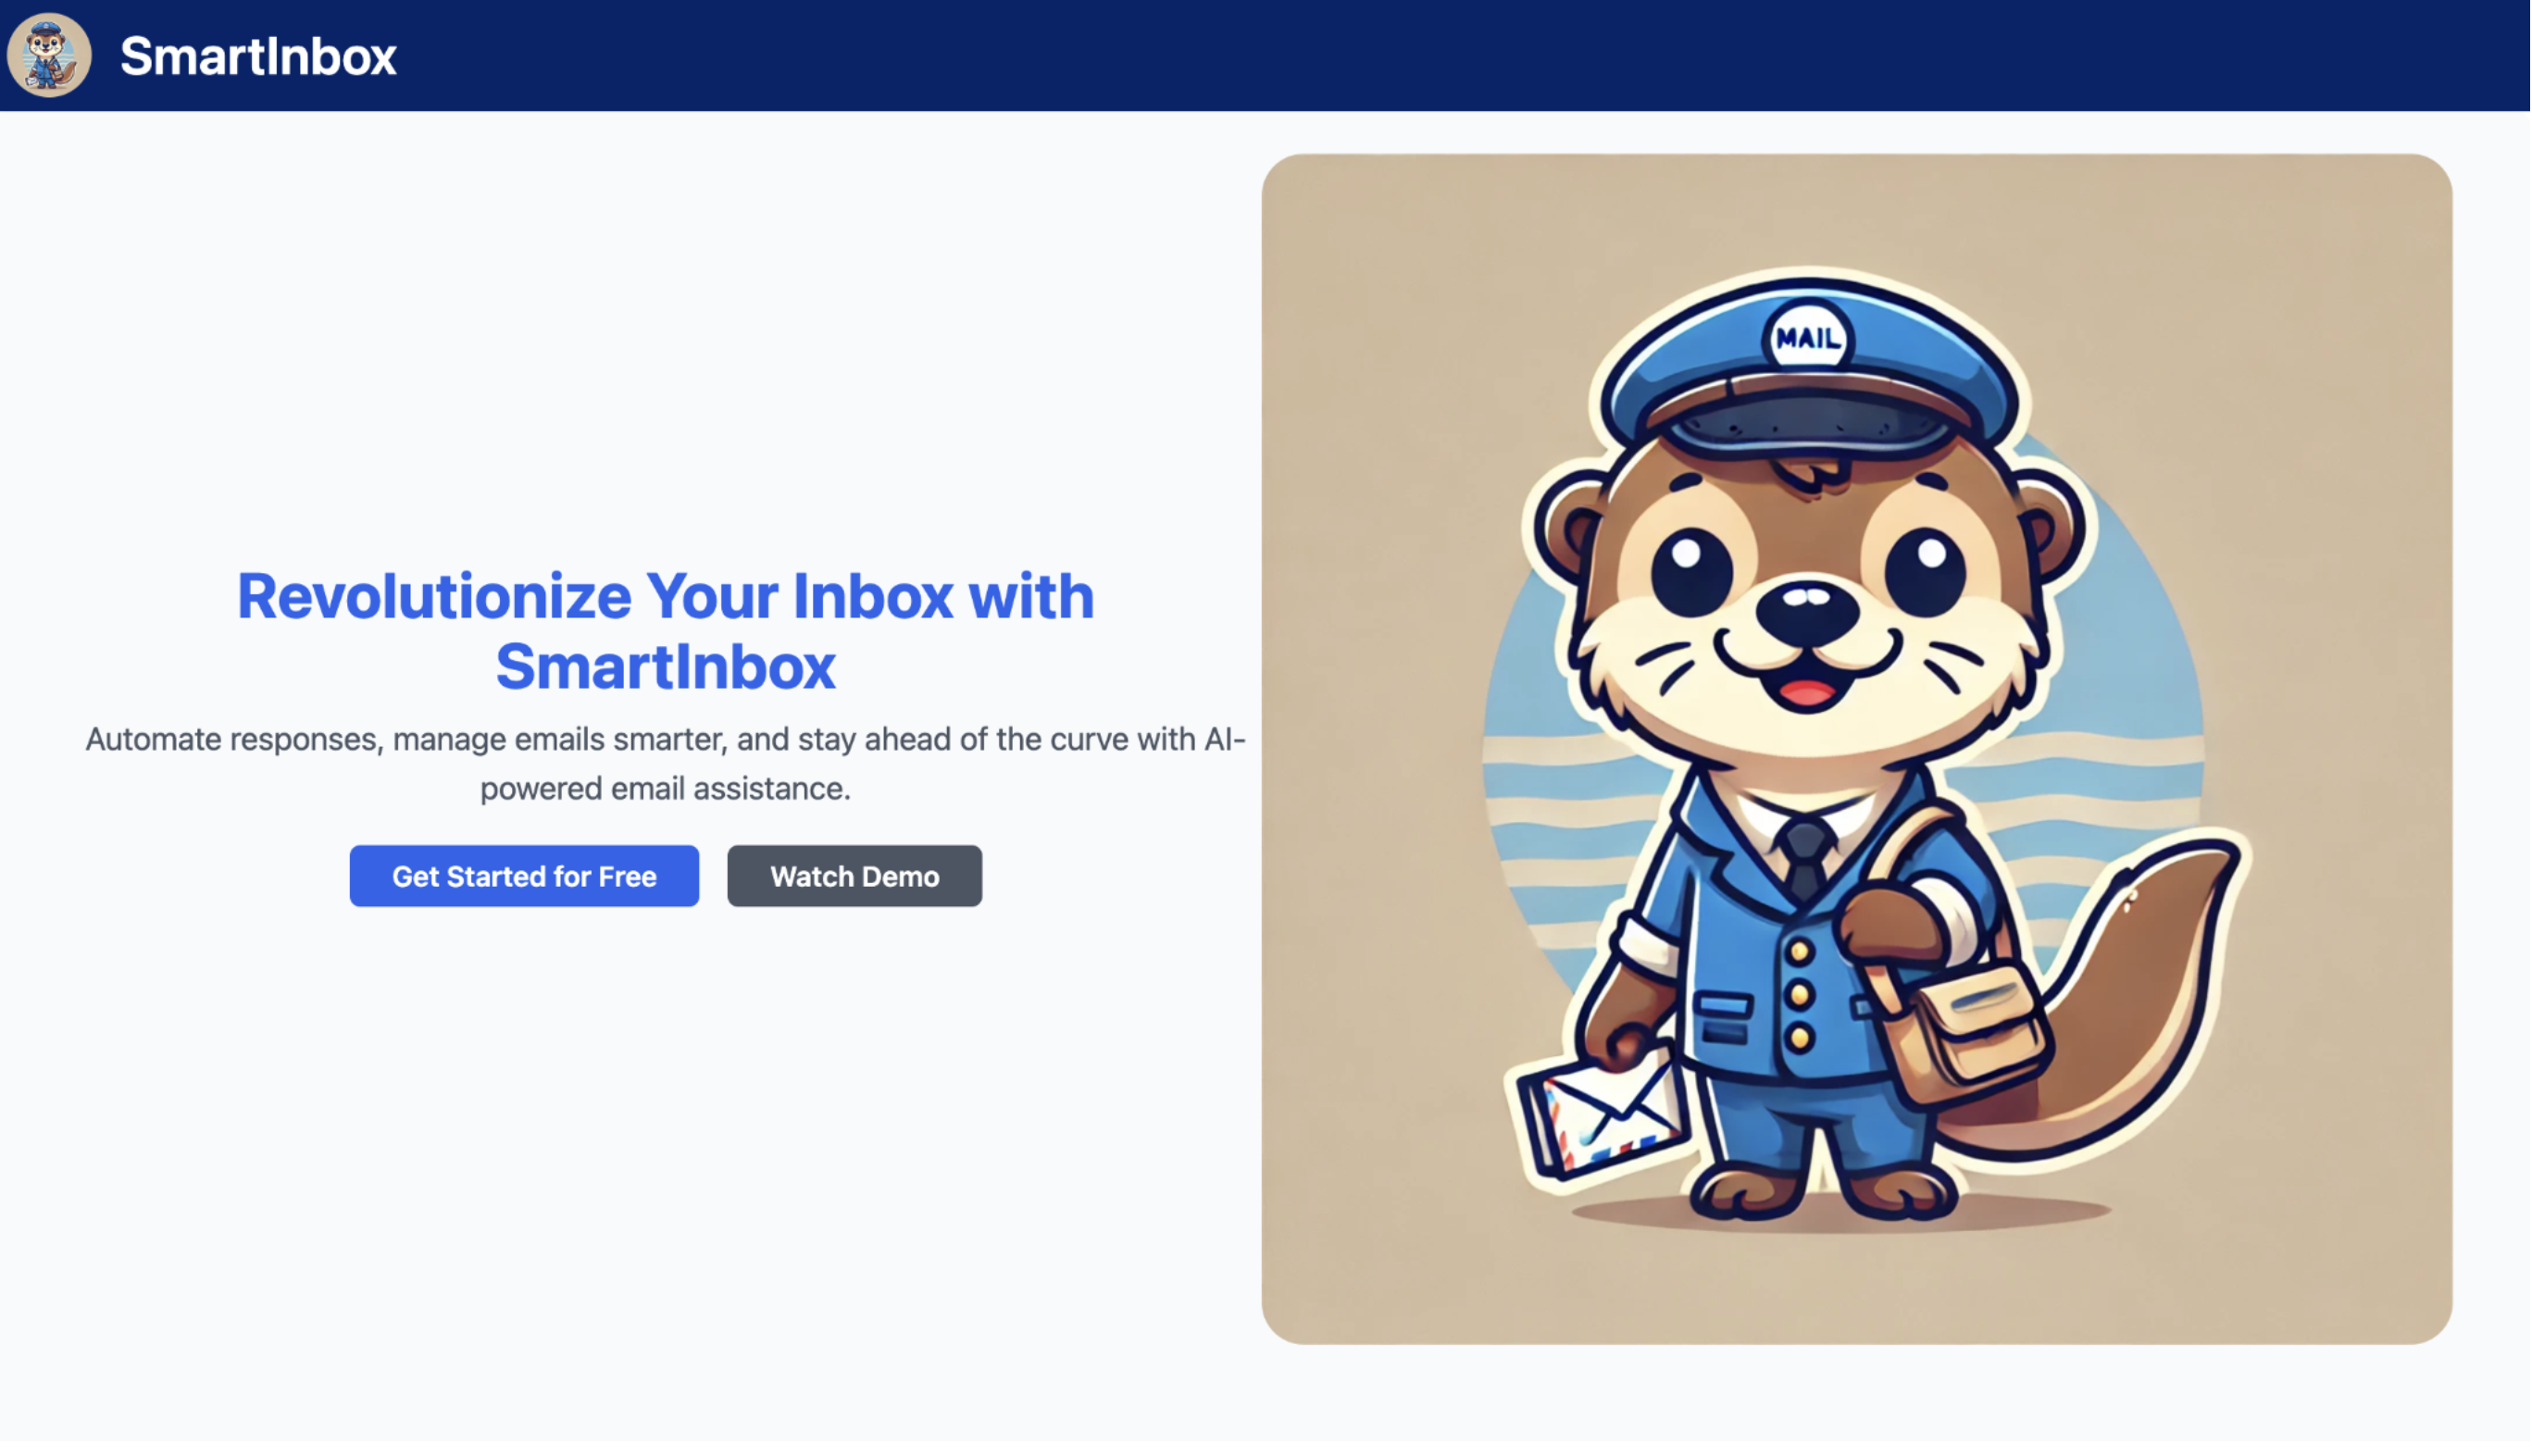 SmartInbox
MAIL
Revolutionize Your Inbox with
SmartInbox
Automate responses, manage emails smarter, and stay ahead of the curve with AI-
powered email assistance.
Get Started for Free
Watch Demo